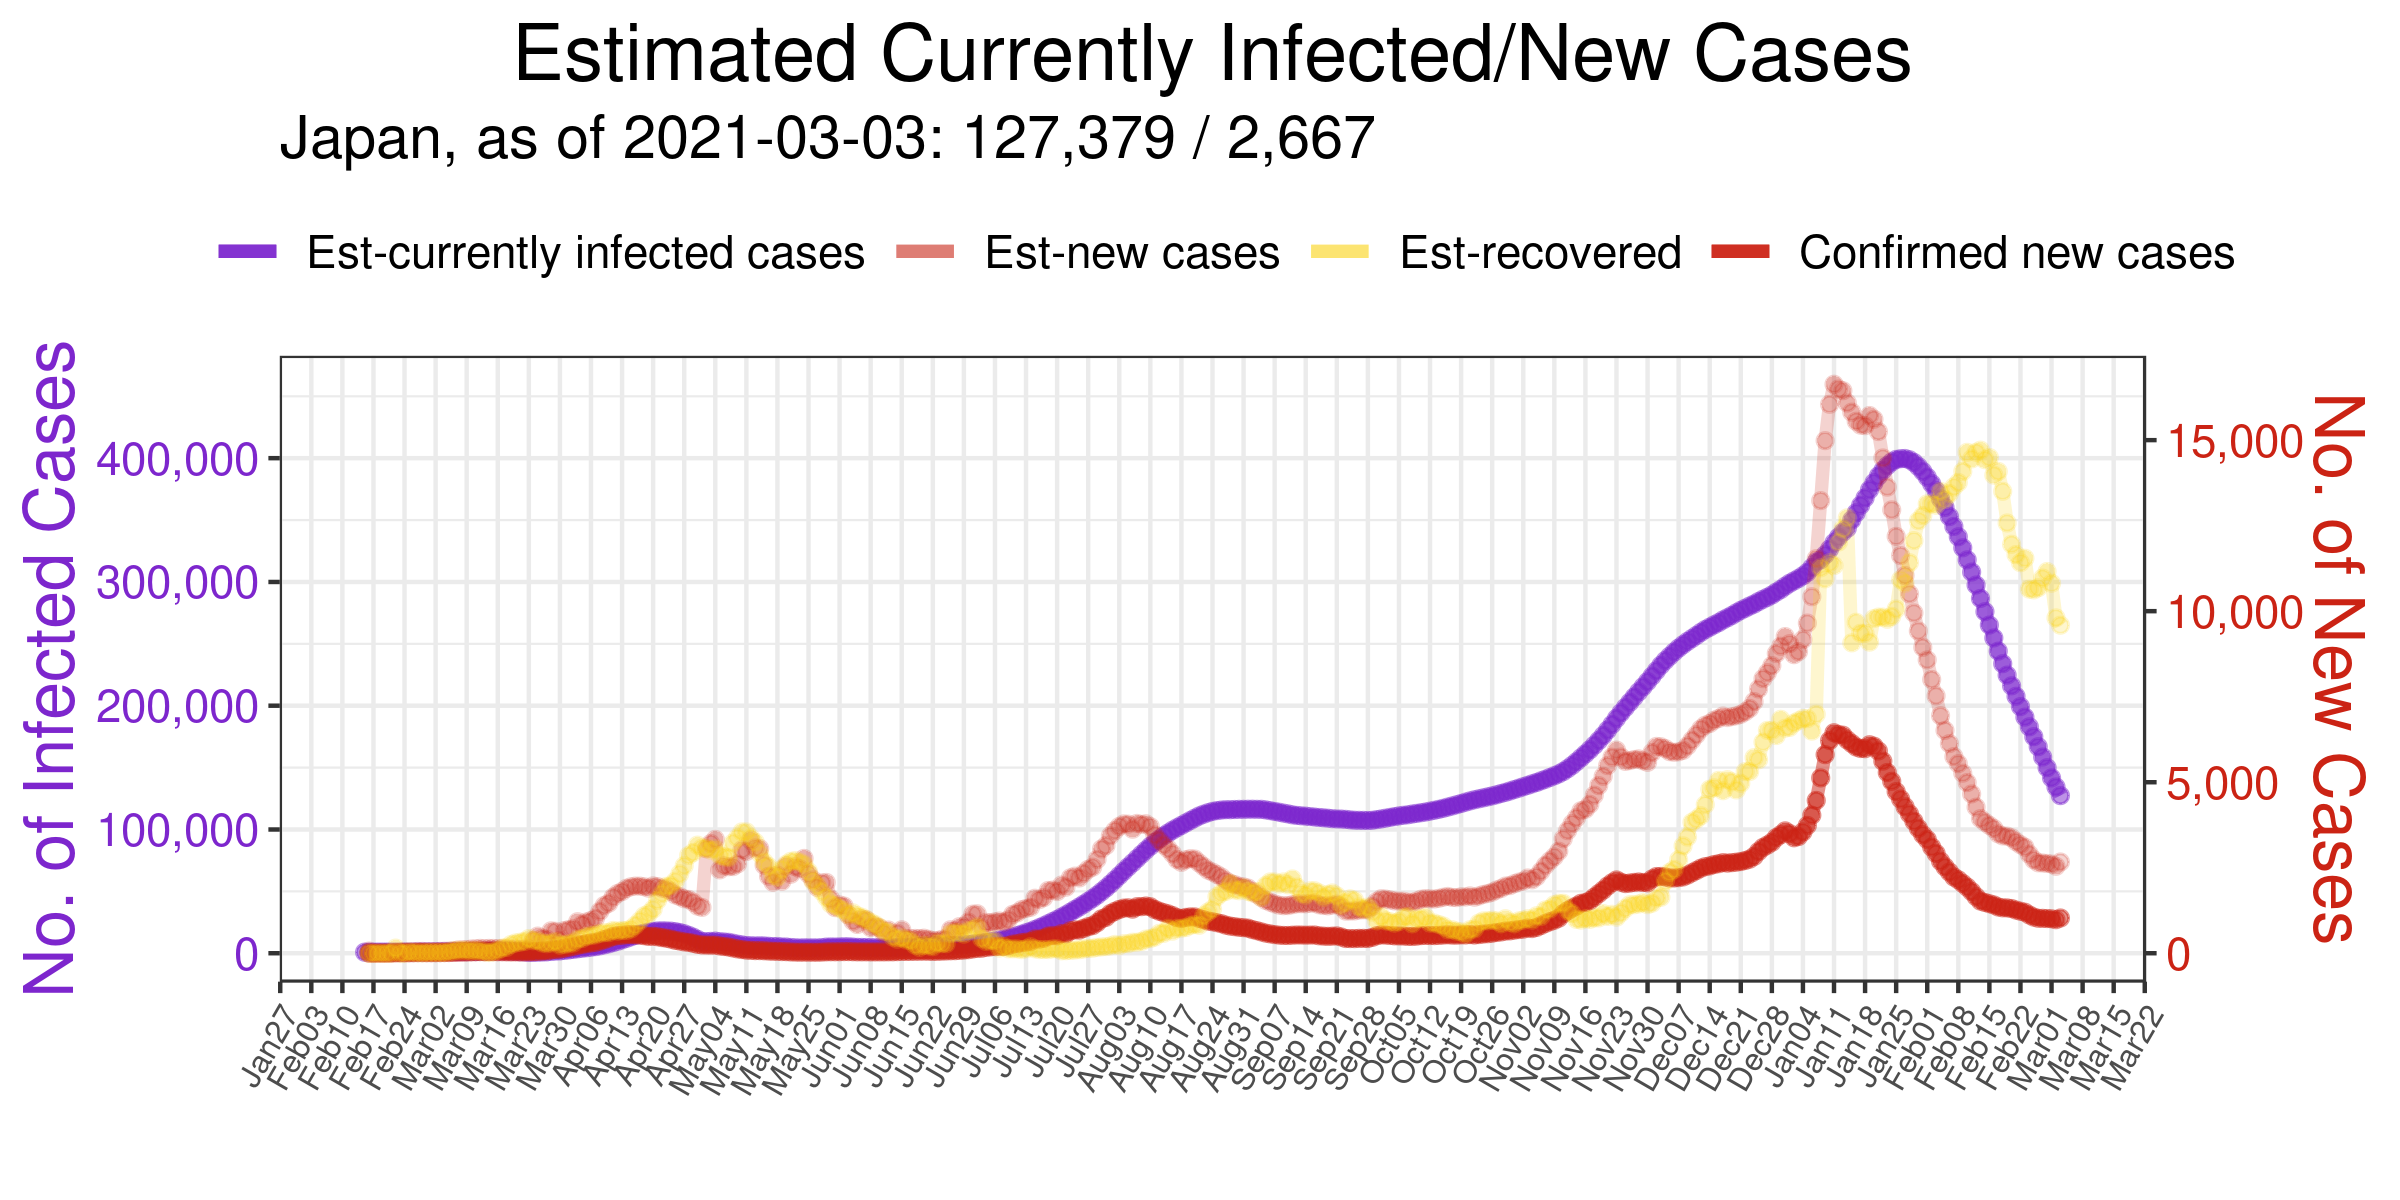 Estimated Currently Infected/New Cases
Japan, as of 2021-03-03: 127,379 / 2,667
Est-currently infected cases Est-new cases Est-recovered Confirmed new cases
No. of Infected Cases
400,000
300,000
200,000
100,000
0
15,000
10,000
5,000
0
No. of New Cases
Jan27 Feb03 Feb10 Feb17 Feb24 Mar02 Mar09 Mar16 Mar23 Mar30 Apr06 Apr13 Apr20 Apr27 May04 May11 May18 May25 Jun01 Jun08 Jun15 Jun22 Jun29 Jul06 Jul13 Jul20 Jul27 Aug03 Aug10 Aug17 Aug24 Aug31 Sep07 Sep14 Sep21 Sep28 Oct05 Oct12 Oct19 Oct26 Nov02 Nov09 Nov16 Nov23 Nov30 Dec07 Dec14 Dec21 Dec28 Jan04 Jan11 Jan18 Jan25 Feb01 Feb08 Feb15 Feb22 Mar01 Mar08 Mar15 Mar22